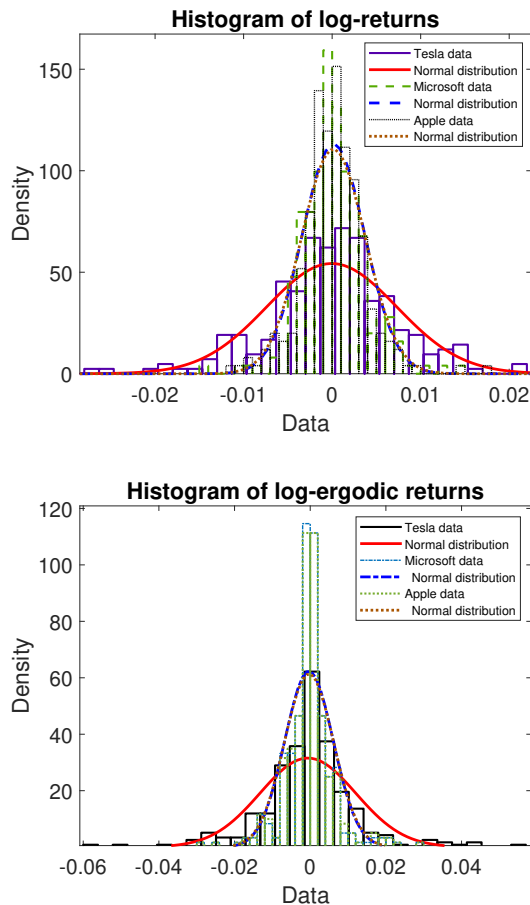 Histogram of log-returns
150
100
50
0
Density
-0.02
-0.01
0
0.01
0.02
Data
Tesla data
Normal distribution
Microsoft data
Normal distribution
Apple data
Normal distribution
Histogram of log-ergodic returns
120
100
80
60
40
20
Density
-0.06
-0.04
-0.02
0
0.02
0.04
Data
Tesla data
Normal distribution
Microsoft data
Normal distribution
Apple data
Normal distribution